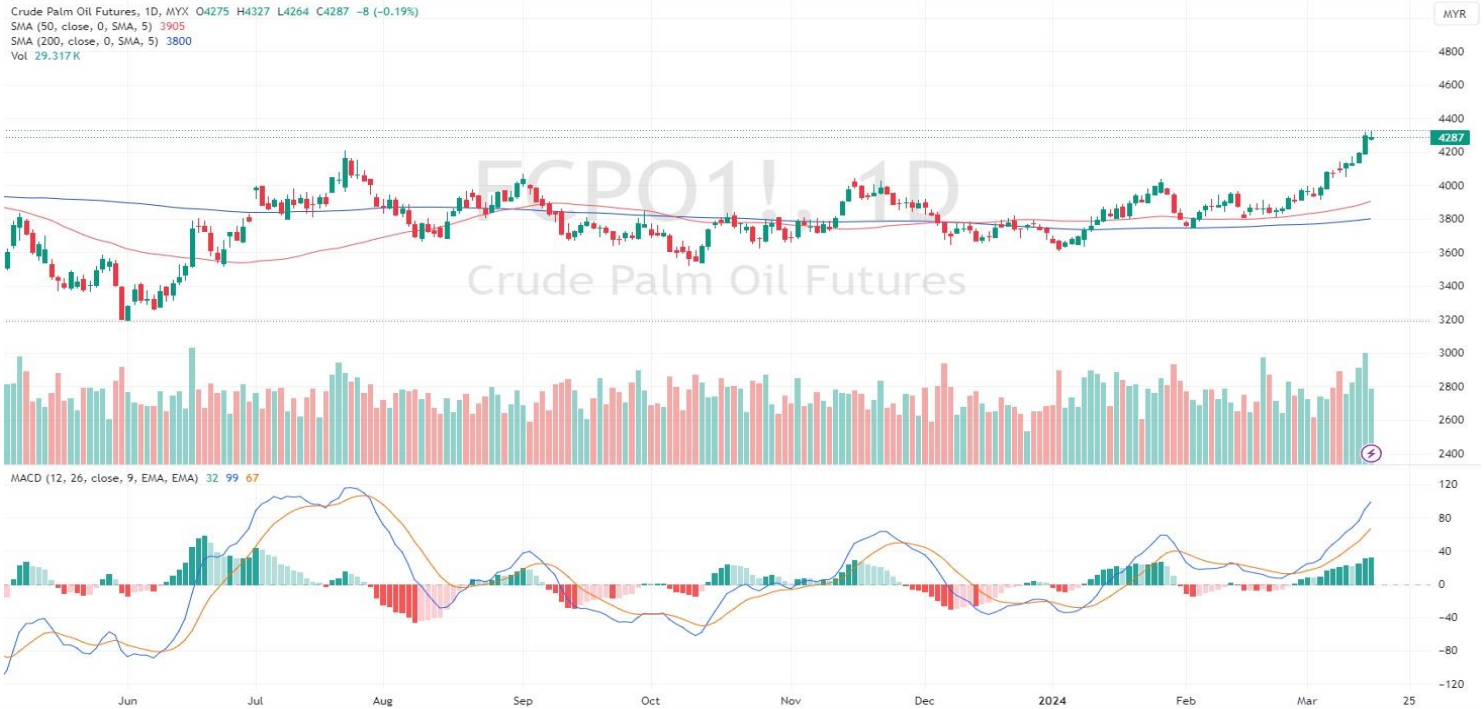 Crude Palm Oil Futures, 1D, MYX O4275 H4327 L4264 C4287 −8 (−0.19%)
MYR
SMA (50, close, 0, SMA, 5) 3905
SMA (200, close, 0, SMA, 5) 3800
Vol 29.317K
4800
4600
4400
4287
4200
4000
3800
3600
3400
3200
3000
2800
2600
2400
FCPO1!, 1D
Crude Palm Oil Futures
MACD (12, 26, close, 9, EMA, EMA) 32 99 67
120
80
40
0
−40
−80
−120
Jun Jul Aug Sep Oct Nov Dec 2024 Feb Mar 25